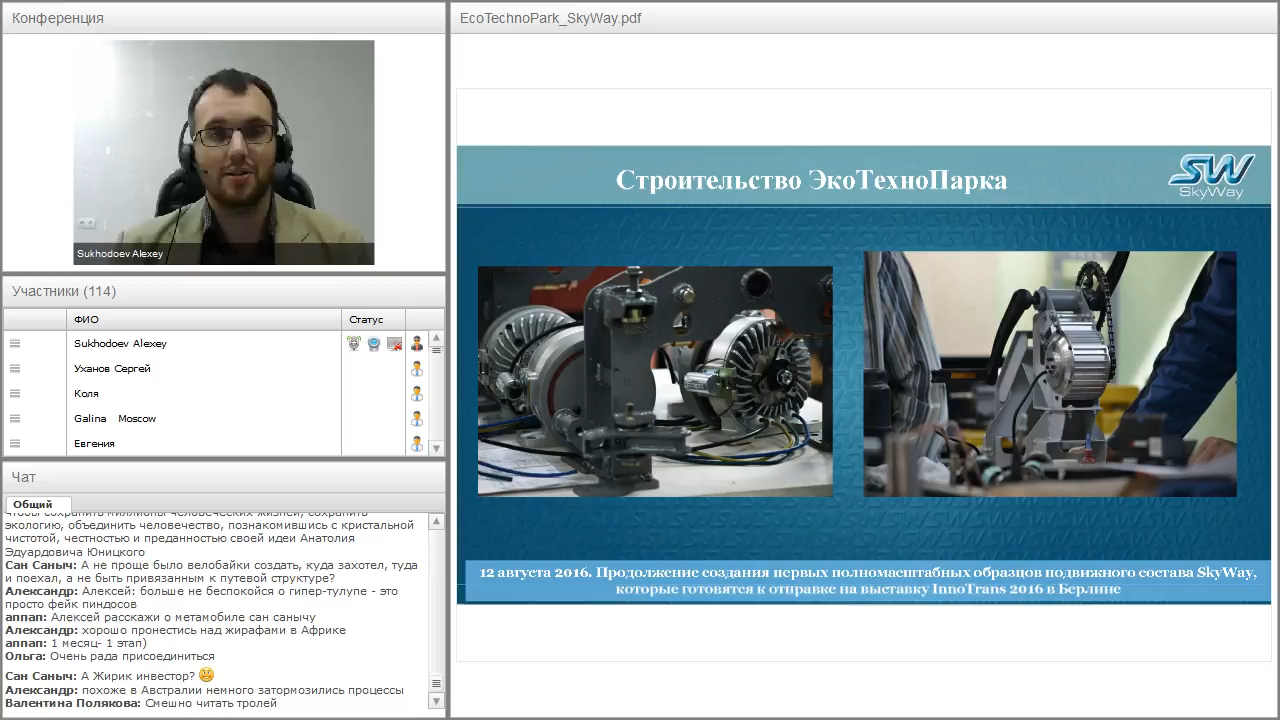 Конференция
Sukhodoev Alexey
Участники (114)
ФИО
Статус
Sukhodoev Alexey
Уханов Сергей
Коля
Galina Moscow
Евгения
Чат
Общий
чтобы сохранить миллионы человеческих жизней, сохранить
экологию, объединить человечество, познакомившись с кристальной
чистотой, честностью и преданностью своей идеи Анатолия
Эдуардовича Юницкого
Сан Саныч: А не проще было велобайки создать, куда захотел, туда
и поехал, а не быть привязанным к путевой структуре?
Александр: Алексей: больше не беспокойся о гипер-тулупе - это
просто фейк пиндосов
аппап: Алексей расскажи о метамобиле сан санычу
Александр: хорошо пронестись над жирафами в Африке
аппап: 1 месяц- 1 этап)
Ольга: Очень рада присоединиться
Сан Саныч: А Жирик инвестор?
Александр: похоже в Австралии немного затормозились процессы
Валентина Полякова: Смешно читать тролей
EcoTechnoPark_SkyWay.pdf
Строительство ЭкоТехноПарка
SW
SkyWay
12 августа 2016. Продолжение создания первых полномасштабных образцов подвижного состава SkyWay,
которые готовятся к отправке на выставку InnoTrans 2016 в Берлине